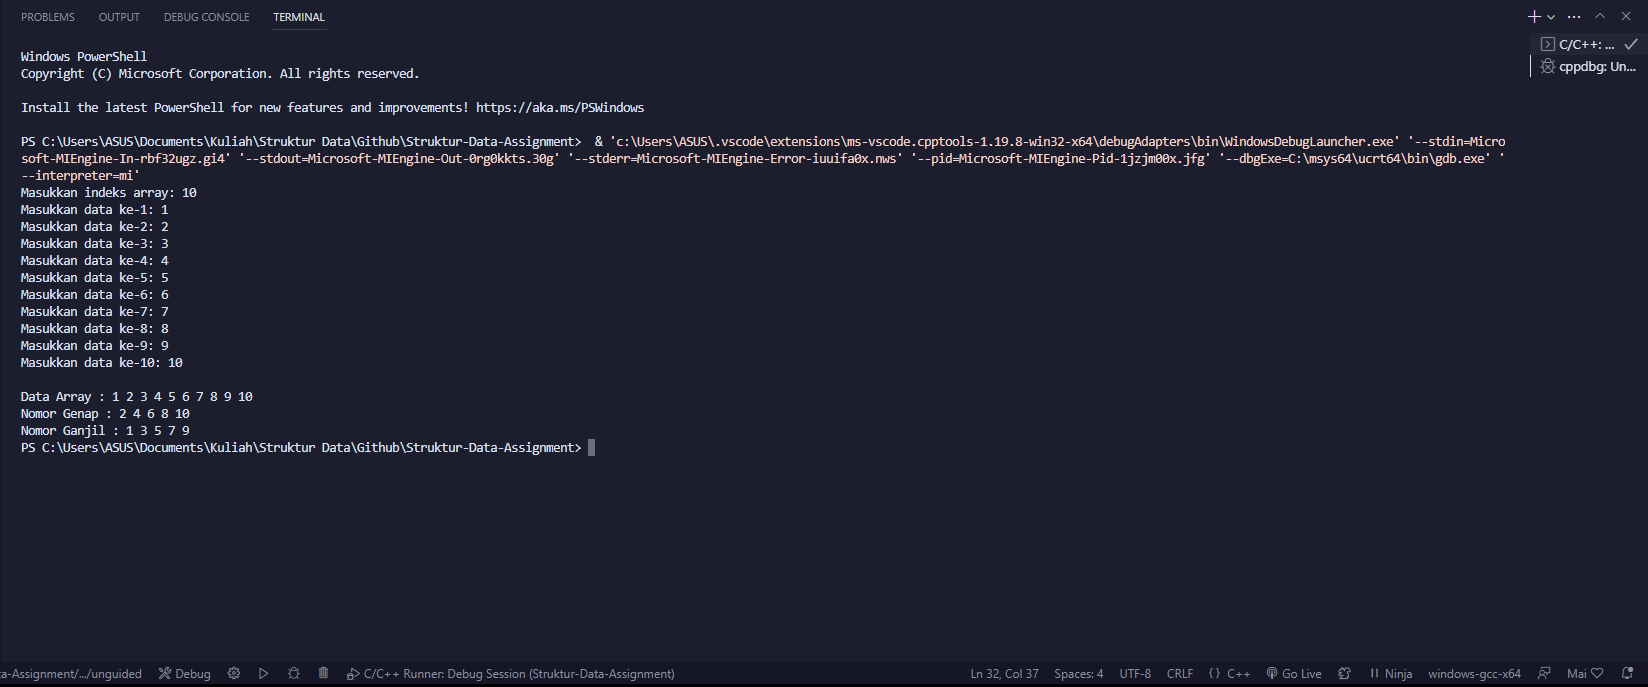 PROBLEMS OUTPUT DEBUG CONSOLE TERMINAL
C/C++: ...
cppdbg: Un...
Windows PowerShell
Copyright (C) Microsoft Corporation. All rights reserved.
Install the latest PowerShell for new features and improvements! https://aka.ms/PSWindows
PS C:\Users\ASUS\Documents\Kuliah\Struktur Data\Github\Struktur-Data-Assignment>  & 'c:\Users\ASUS\.vscode\extensions\ms-vscode.cpptools-1.19.8-win32-x64\debugAdapters\bin\WindowsDebugLauncher.exe' '--stdin=Micro
soft-MIEngine-In-rbf32ugz.gi4' '--stdout=Microsoft-MIEngine-Out-0rg0kkts.30g' '--stderr=Microsoft-MIEngine-Error-iuuifa0x.nws' '--pid=Microsoft-MIEngine-Pid-1jzjm00x.jfg' '--dbgExe=C:\msys64\ucrt64\bin\gdb.exe' '
--interpreter=mi'
Masukkan indeks array: 10
Masukkan data ke-1: 1
Masukkan data ke-2: 2
Masukkan data ke-3: 3
Masukkan data ke-4: 4
Masukkan data ke-5: 5
Masukkan data ke-6: 6
Masukkan data ke-7: 7
Masukkan data ke-8: 8
Masukkan data ke-9: 9
Masukkan data ke-10: 10
Data Array : 1 2 3 4 5 6 7 8 9 10
Nomor Genap : 2 4 6 8 10
Nomor Ganjil : 1 3 5 7 9
PS C:\Users\ASUS\Documents\Kuliah\Struktur Data\Github\Struktur-Data-Assignment>
ta-Assignment/.../unguided Debug C/C++ Runner: Debug Session (Struktur-Data-Assignment) Ln 32, Col 37 Spaces: 4 UTF-8 CRLF {} C++ Go Live Ninja windows-gcc-x64 Mai♡